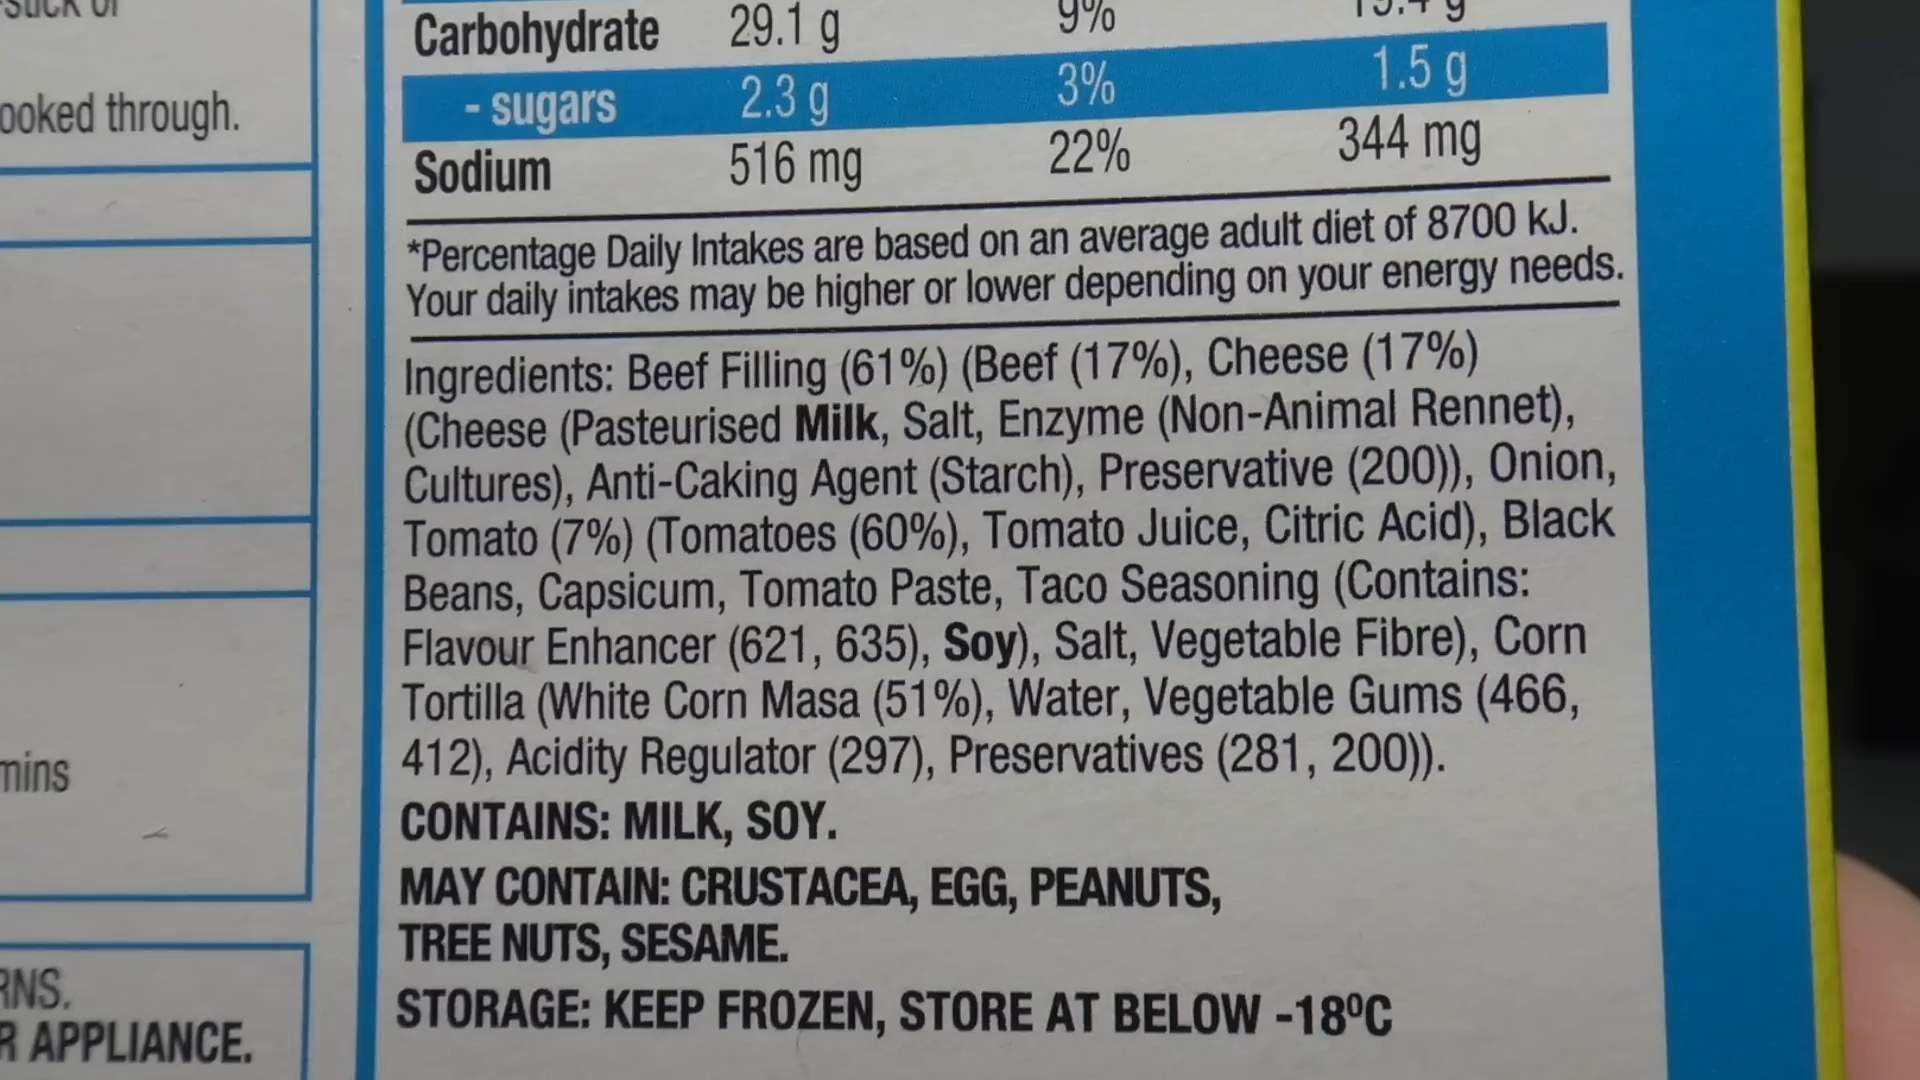 ooked through.
mins
RNS.
R APPLIANCE.
Carbohydrate 29.1 g 9%
- sugars 2.3 g 3% 1.5 g
Sodium 516 mg 22% 344 mg
*Percentage Daily Intakes are based on an average adult diet of 8700 kJ.
Your daily intakes may be higher or lower depending on your energy needs.
Ingredients: Beef Filling (61%) (Beef (17%), Cheese (17%)
(Cheese (Pasteurised Milk, Salt, Enzyme (Non-Animal Rennet),
Cultures), Anti-Caking Agent (Starch), Preservative (200)), Onion,
Tomato (7%) (Tomatoes (60%), Tomato Juice, Citric Acid), Black
Beans, Capsicum, Tomato Paste, Taco Seasoning (Contains:
Flavour Enhancer (621, 635), Soy), Salt, Vegetable Fibre), Corn
Tortilla (White Corn Masa (51%), Water, Vegetable Gums (466,
412), Acidity Regulator (297), Preservatives (281, 200)).
CONTAINS: MILK, SOY.
MAY CONTAIN: CRUSTACEA, EGG, PEANUTS,
TREE NUTS, SESAME.
STORAGE: KEEP FROZEN, STORE AT BELOW -18ºC